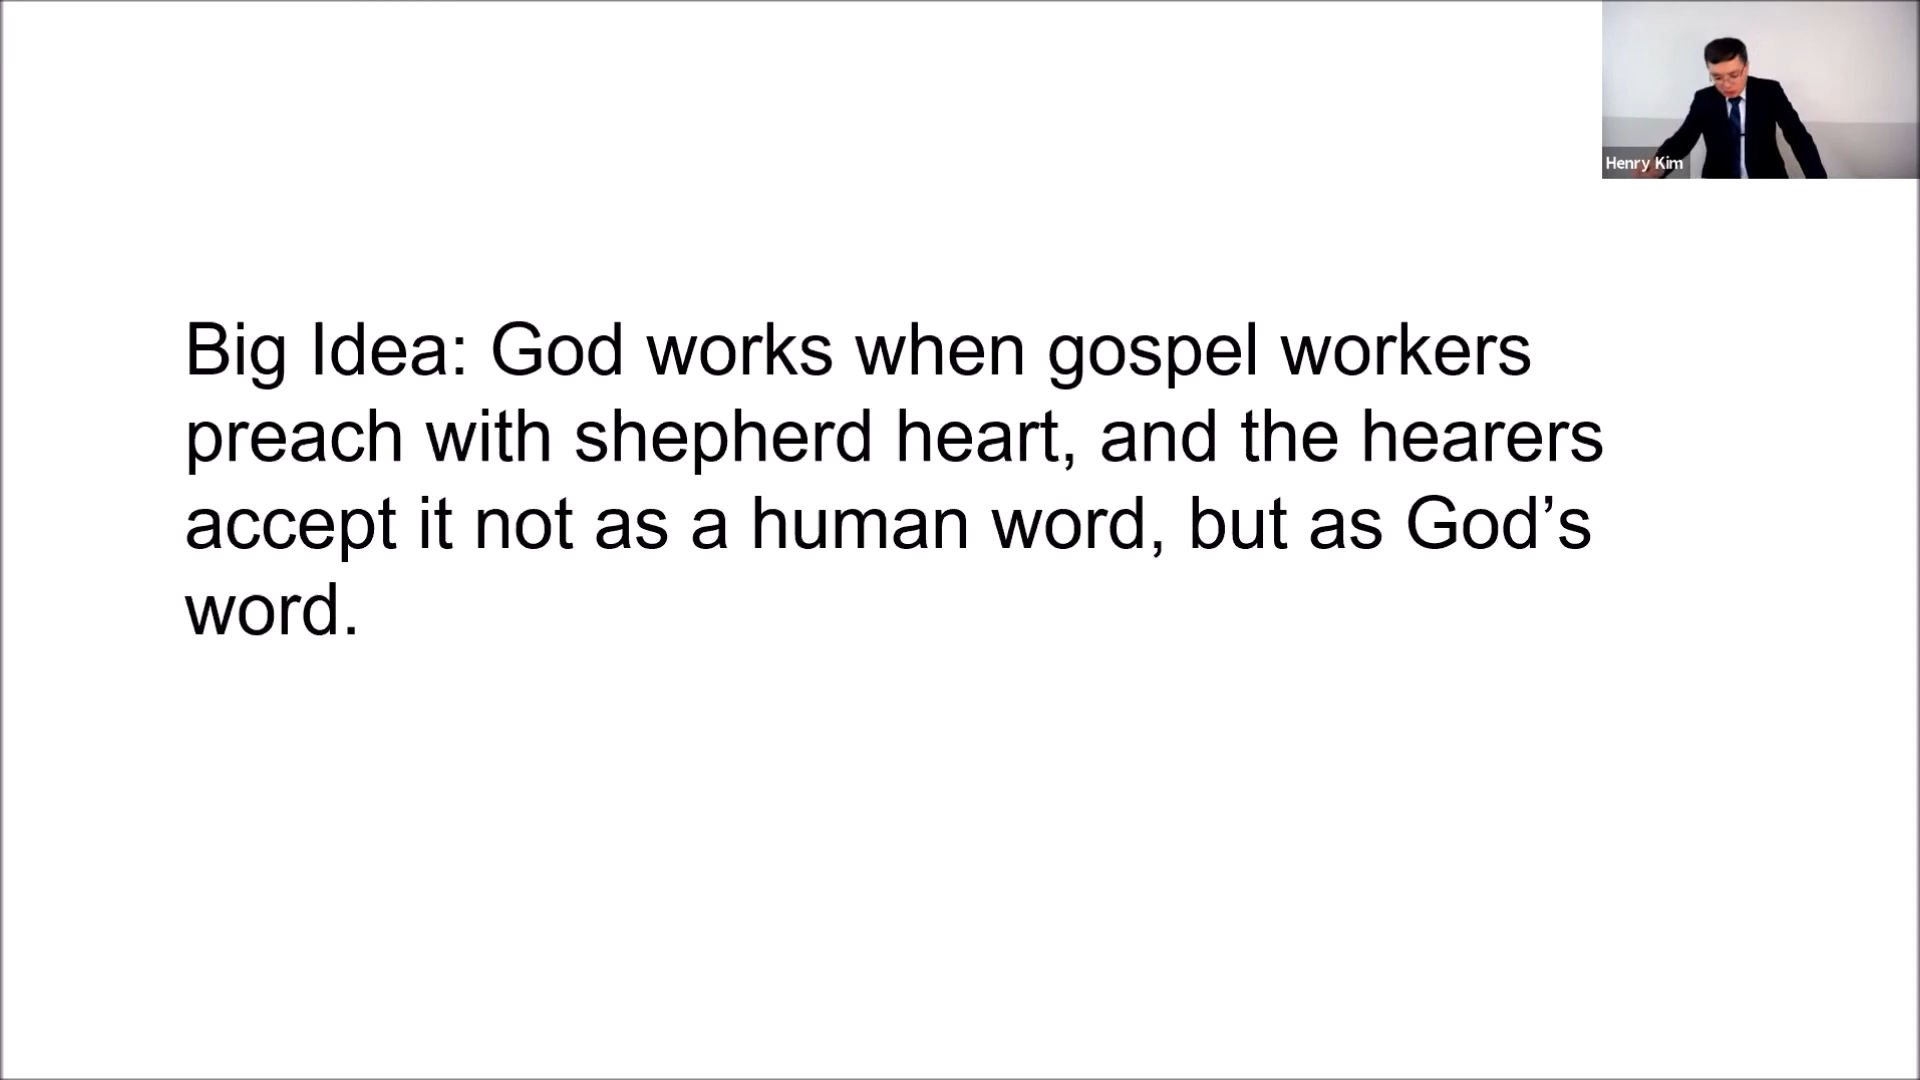 Henry Kim
Big Idea: God works when gospel workers
preach with shepherd heart, and the hearers
accept it not as a human word, but as God’s
word.